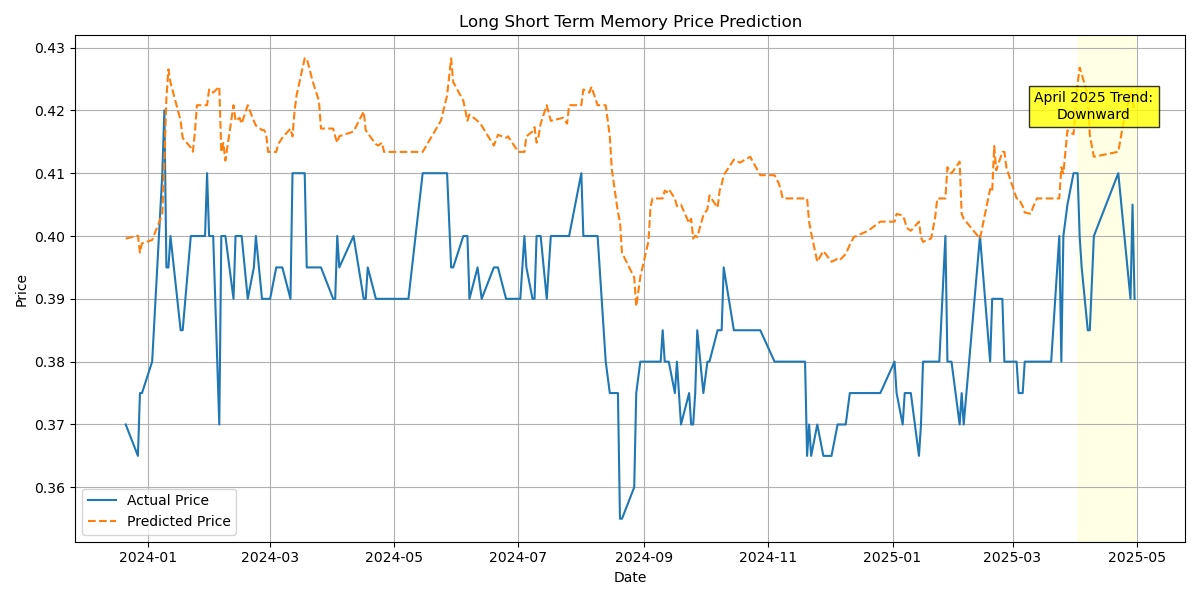 Long Short Term Memory Price Prediction
0.43
0.42
0.41
0.40
0.39
0.38
0.37
0.36
Price
April 2025 Trend:
Downward
Actual Price
Predicted Price
2024-01
2024-03
2024-05
2024-07
2024-09
2024-11
2025-01
2025-03
2025-05
Date